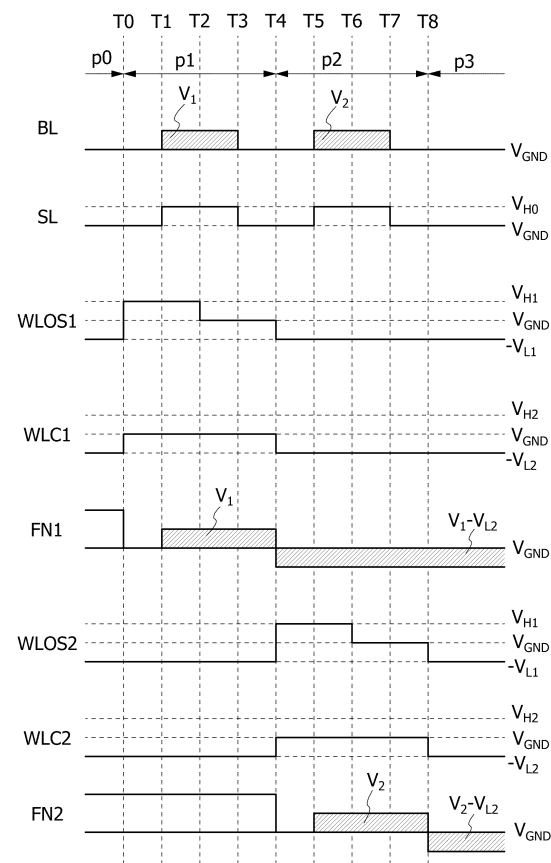 T0 T1 T2 T3 T4 T5 T6 T7 T8
p0 p1 p2 p3
V1 V2
BL
VGND
VH0
SL
VGND
VH1
WLOS1
VGND
-VL1
VH2
WLC1
VGND
-VL2
V1
V1-VL2
FN1
VGND
VH1
WLOS2
VGND
-VL1
VH2
WLC2
VGND
-VL2
V2
V2-VL2
FN2
VGND